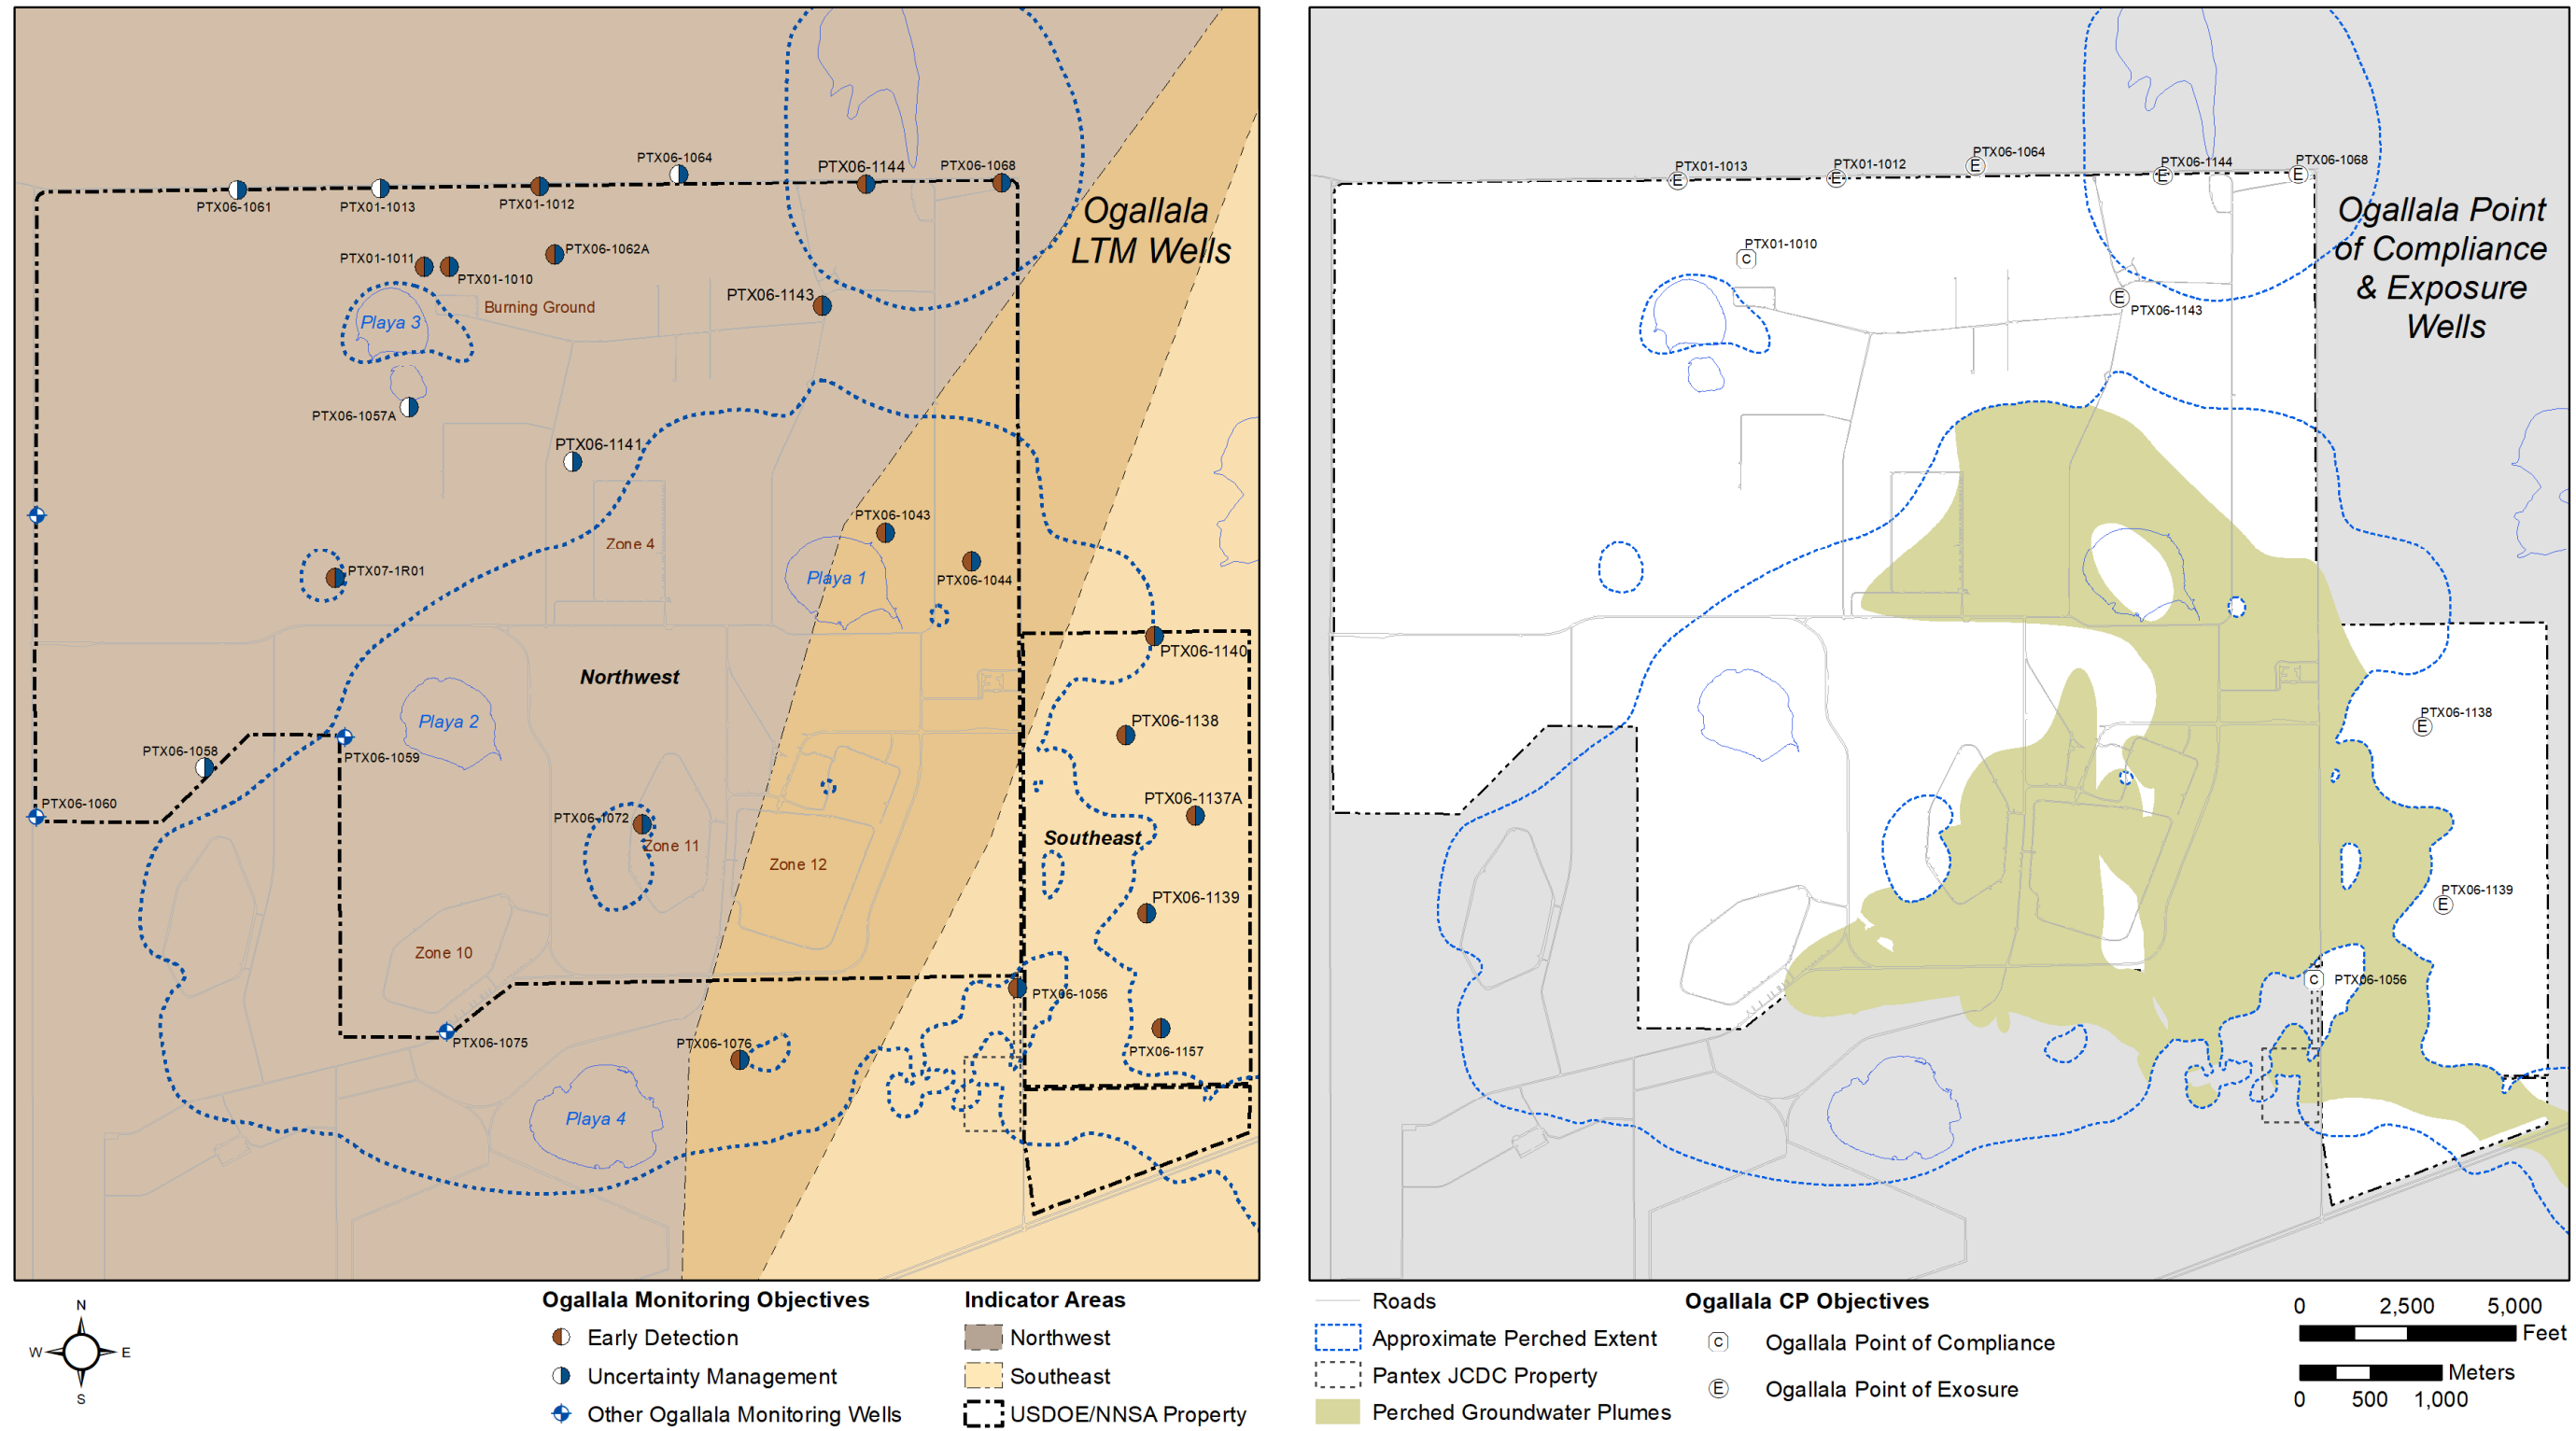 PTX06-1064
PTX06-1144
PTX06-1068
PTX06-1061
PTX01-1013
PTX01-1012
Ogallala
LTM Wells
PTX01-1011
PTX06-1062A
PTX01-1010
Burning Ground
PTX06-1143
Playa 3
PTX06-1057A
PTX06-1141
PTX06-1043
Zone 4
PTX07-1R01
Playa 1
PTX06-1044
PTX06-1140
Northwest
Playa 2
PTX06-1138
PTX06-1058
PTX06-1059
PTX06-1060
PTX06-1137A
PTX06-1072
Zone 11
Southeast
Zone 12
PTX06-1139
Zone 10
PTX06-1056
PTX06-1075
PTX06-1076
PTX06-1157
Playa 4
PTX01-1013
PTX01-1012
PTX06-1064
PTX06-1144
PTX06-1068
E
E
E
E
E
Ogallala Point
of Compliance
& Exposure
Wells
PTX01-1010
C
E
PTX06-1143
PTX06-1138
E
PTX06-1139
E
C
PTX06-1056
N
W
E
S
Ogallala Monitoring Objectives
Early Detection
Uncertainty Management
Other Ogallala Monitoring Wells
Indicator Areas
Northwest
Southeast
USDOE/NNSA Property
Roads
Approximate Perched Extent
Pantex JCDC Property
Perched Groundwater Plumes
Ogallala CP Objectives
C Ogallala Point of Compliance
E Ogallala Point of Exosure
0 2,500 5,000
Feet
Meters
0 500 1,000